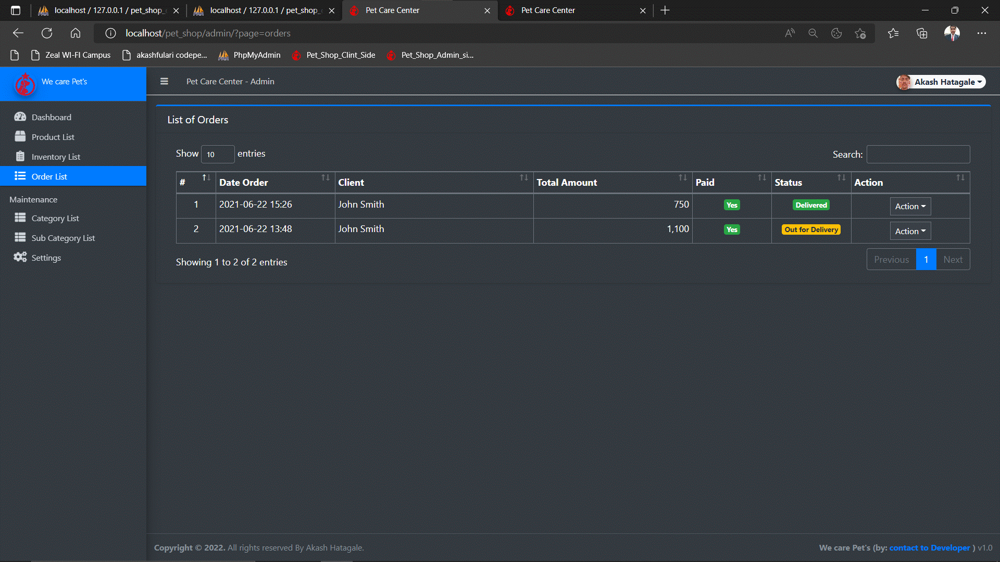 localhost / 127.0.0.1 / pet_shop_
localhost / 127.0.0.1 / pet_shop_
Pet Care Center
Pet Care Center
localhost/pet_shop/admin/?page=orders
Zeal WI-FI Campus
akashfulari codepe...
PhpMyAdmin
Pet_Shop_Clint_Side
Pet_Shop_Admin_si...
We care Pet's
Pet Care Center - Admin
Akash Hatagale
Dashboard
Product List
Inventory List
Order List
Maintenance
Category List
Sub Category List
Settings
List of Orders
Show 10 entries
Search:
# Date Order Client Total Amount Paid Status Action
1 2021-06-22 15:26 John Smith 750 Yes Delivered Action
2 2021-06-22 13:48 John Smith 1,100 Yes Out for Delivery Action
Showing 1 to 2 of 2 entries
Previous 1 Next
Copyright © 2022. All rights reserved By Akash Hatagale.
We care Pet's (by: contact to Developer ) v1.0